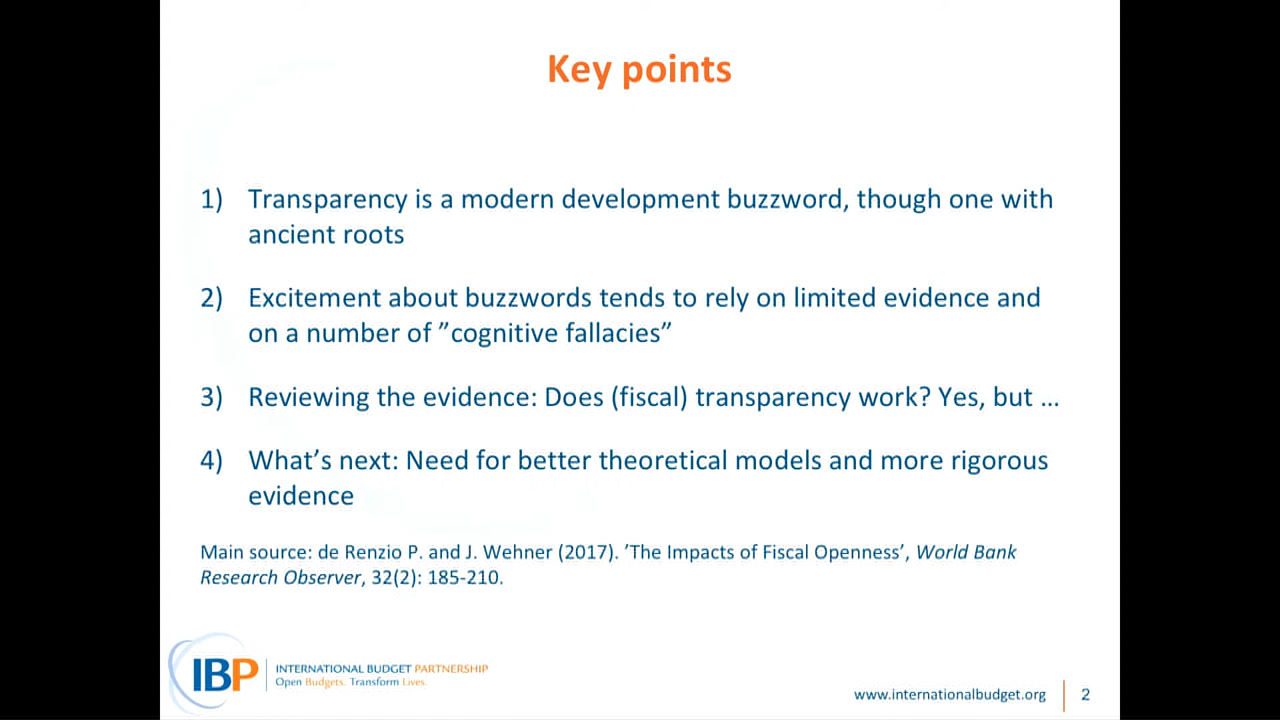 Key points
1) Transparency is a modern development buzzword, though one with
ancient roots
2) Excitement about buzzwords tends to rely on limited evidence and
on a number of ”cognitive fallacies”
3) Reviewing the evidence: Does (fiscal) transparency work? Yes, but …
4) What’s next: Need for better theoretical models and more rigorous
evidence
Main source: de Renzio P. and J. Wehner (2017). ’The Impacts of Fiscal Openness’, World Bank
Research Observer, 32(2): 185-210.
IBP
INTERNATIONAL BUDGET PARTNERSHIP
Open Budgets. Transform Lives.
www.internationalbudget.org
2